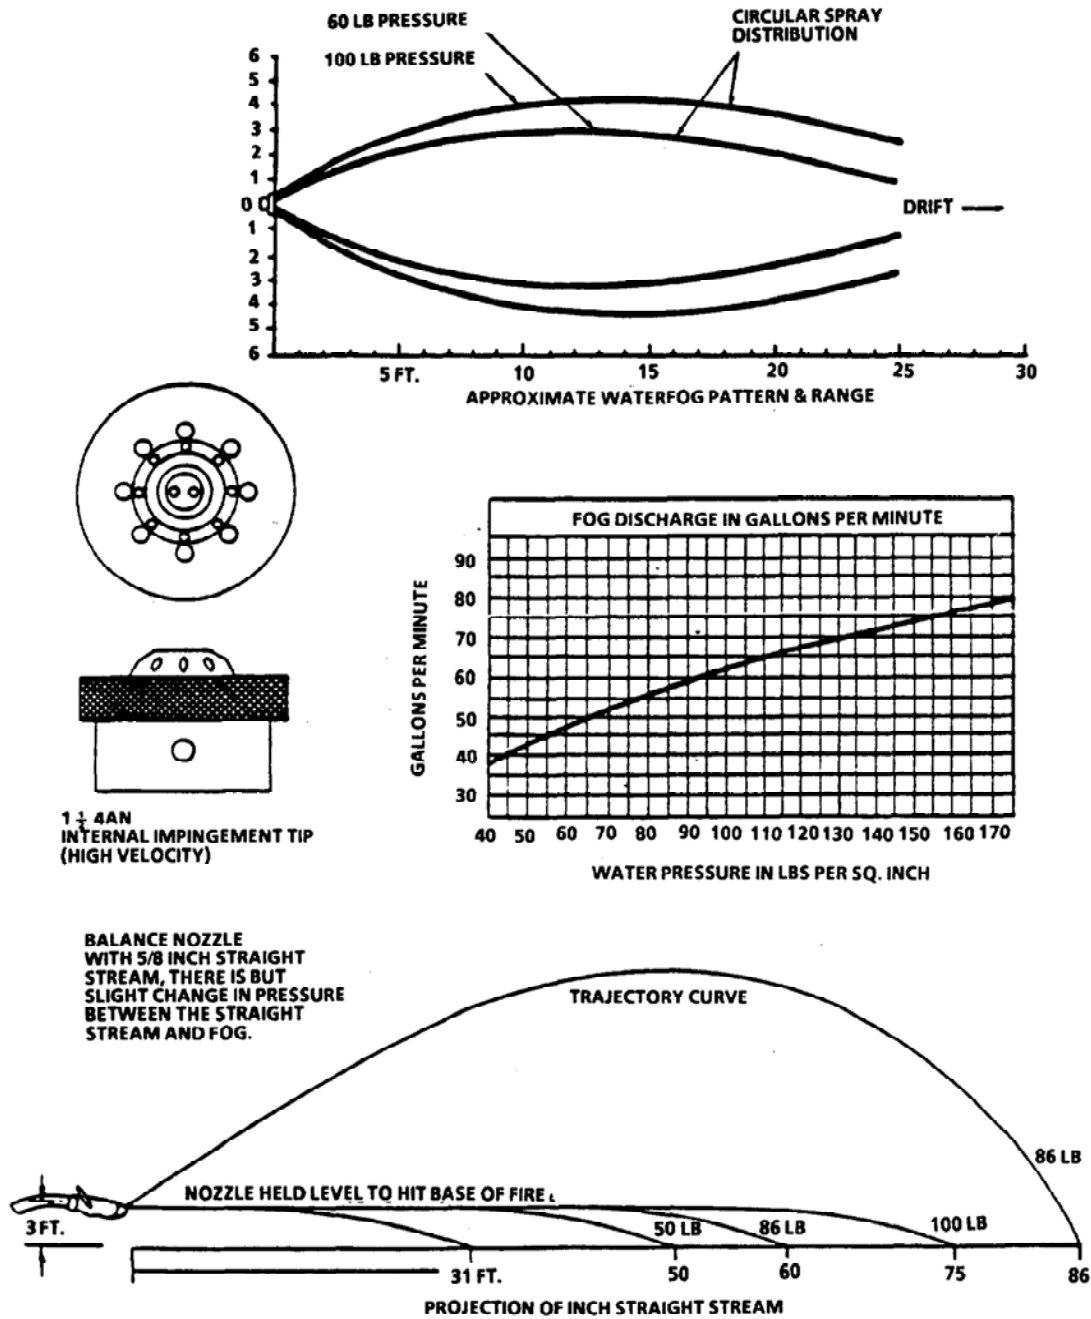 60 LB PRESSURE
100 LB PRESSURE
CIRCULAR SPRAY
DISTRIBUTION
6
5
4
3
2
1
0
1
2
3
4
5
6
DRIFT
5 FT. 10 15 20 25 30
APPROXIMATE WATERFOG PATTERN & RANGE
1 1/2 4AN
INTERNAL IMPINGEMENT TIP
(HIGH VELOCITY)
FOG DISCHARGE IN GALLONS PER MINUTE
GALLONS PER MINUTE
90
80
70
60
50
40
30
40 50 60 70 80 90 100 110 120 130 140 150 160 170
WATER PRESSURE IN LBS PER SQ. INCH
BALANCE NOZZLE
WITH 5/8 INCH STRAIGHT
STREAM, THERE IS BUT
SLIGHT CHANGE IN PRESSURE
BETWEEN THE STRAIGHT
STREAM AND FOG.
TRAJECTORY CURVE
86 LB
NOZZLE HELD LEVEL TO HIT BASE OF FIRE
3 FT.
50 LB 86 LB 100 LB
31 FT. 50 60 75 86
PROJECTION OF INCH STRAIGHT STREAM